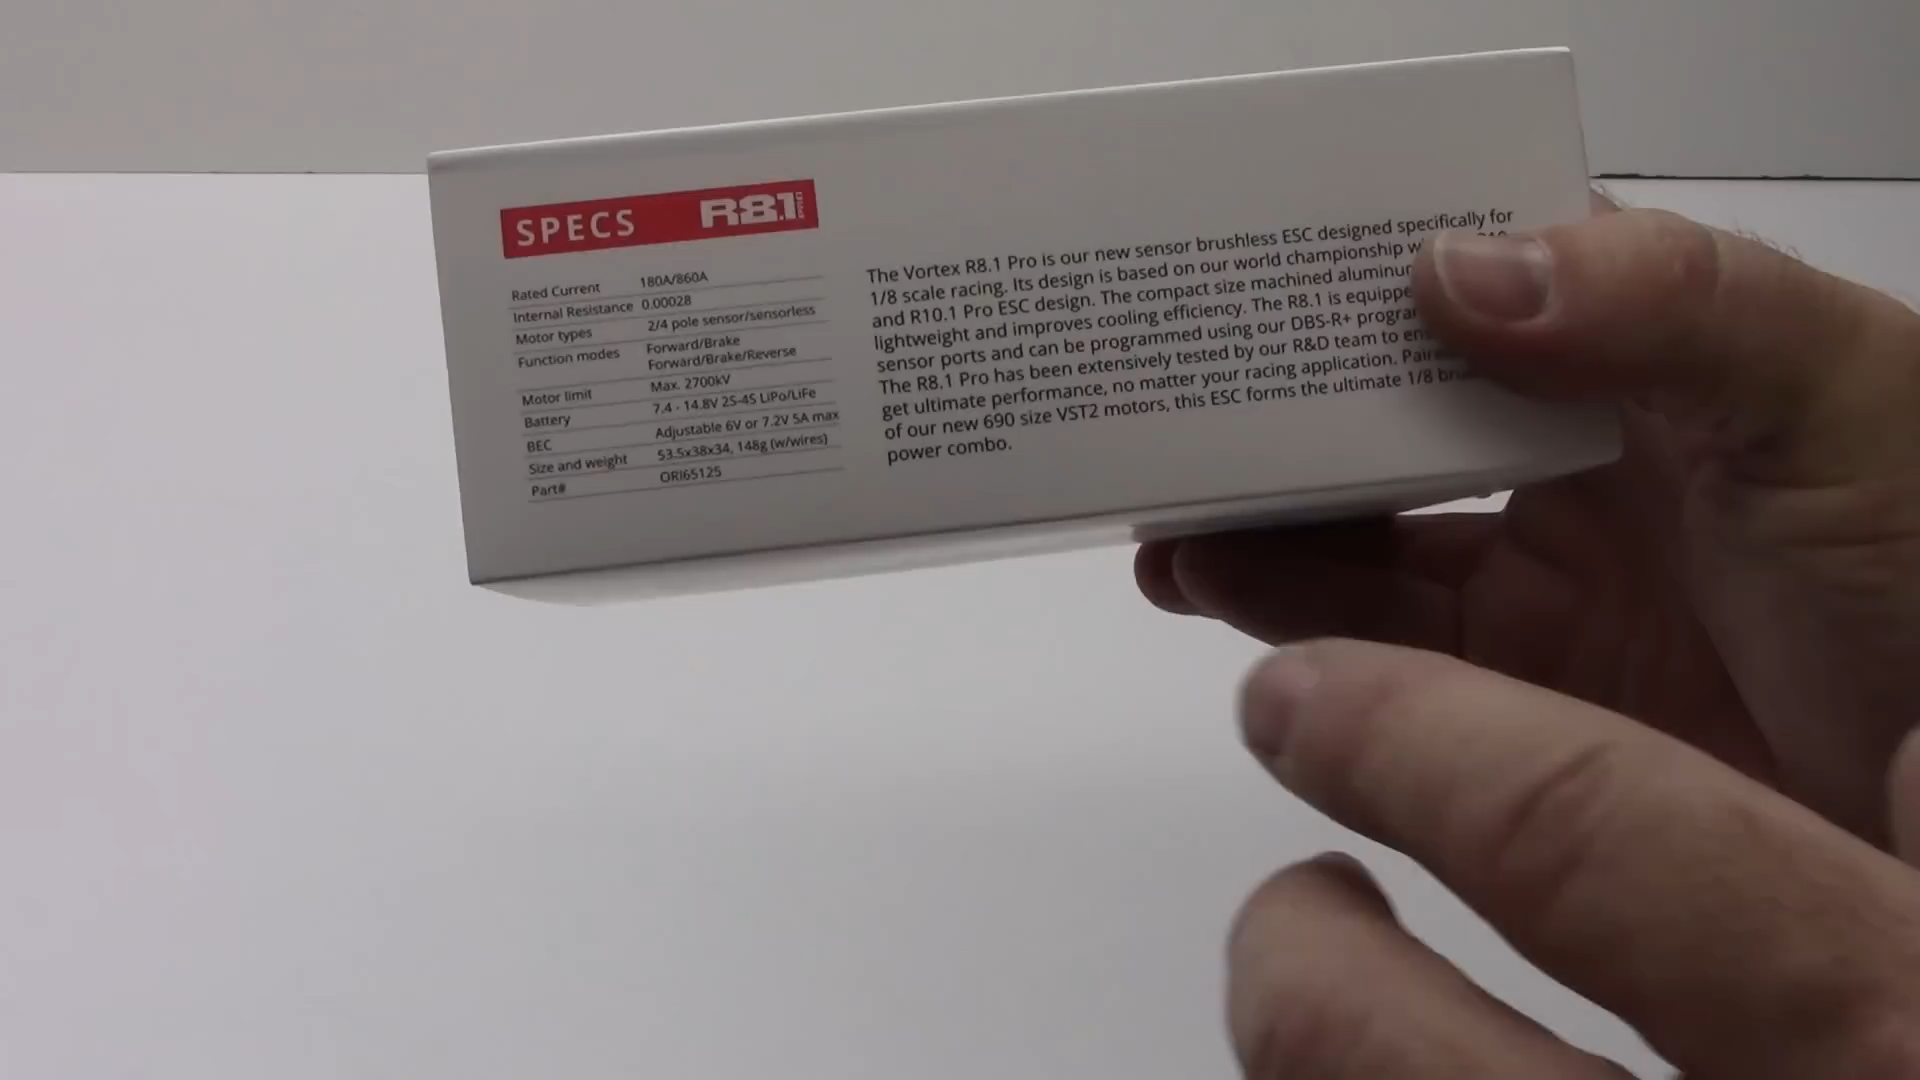 SPECS R8.1 PRO
Rated Current 180A/860A
Internal Resistance 0.00028
Motor types 2/4 pole sensor/sensorless
Function modes Forward/Brake
Forward/Brake/Reverse
Motor limit Max. 2700kV
Battery 7.4 - 14.8V 2S-4S LiPo/LiFe
BEC Adjustable 6V or 7.2V 5A max
Size and weight 53.5x38x34, 148g (w/wires)
Part# ORI65125
The Vortex R8.1 Pro is our new sensor brushless ESC designed specifically for
1/8 scale racing. Its design is based on our world championship
and R10.1 Pro ESC design. The compact size machined
lightweight and improves cooling efficiency. The R8.1 is
sensor ports and can be programmed using our DBS-R+
The R8.1 Pro has been extensively tested by our R&D team to
get ultimate performance, no matter your racing application.
of our new 690 size VST2 motors, this ESC forms the ultimate 1/8
power combo.